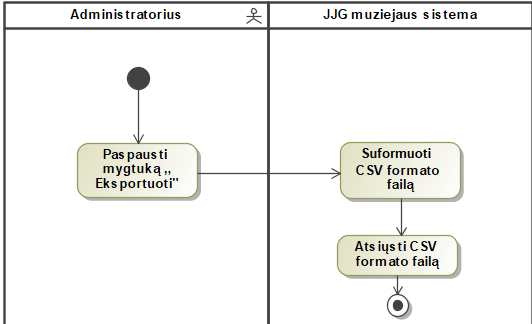 Administratorius
JJG muziejaus sistema
Paspausti
mygtuką ,,
Eksportuoti"
Suformuoti
CSV formato
failą
Atsiųsti CSV
formato failą